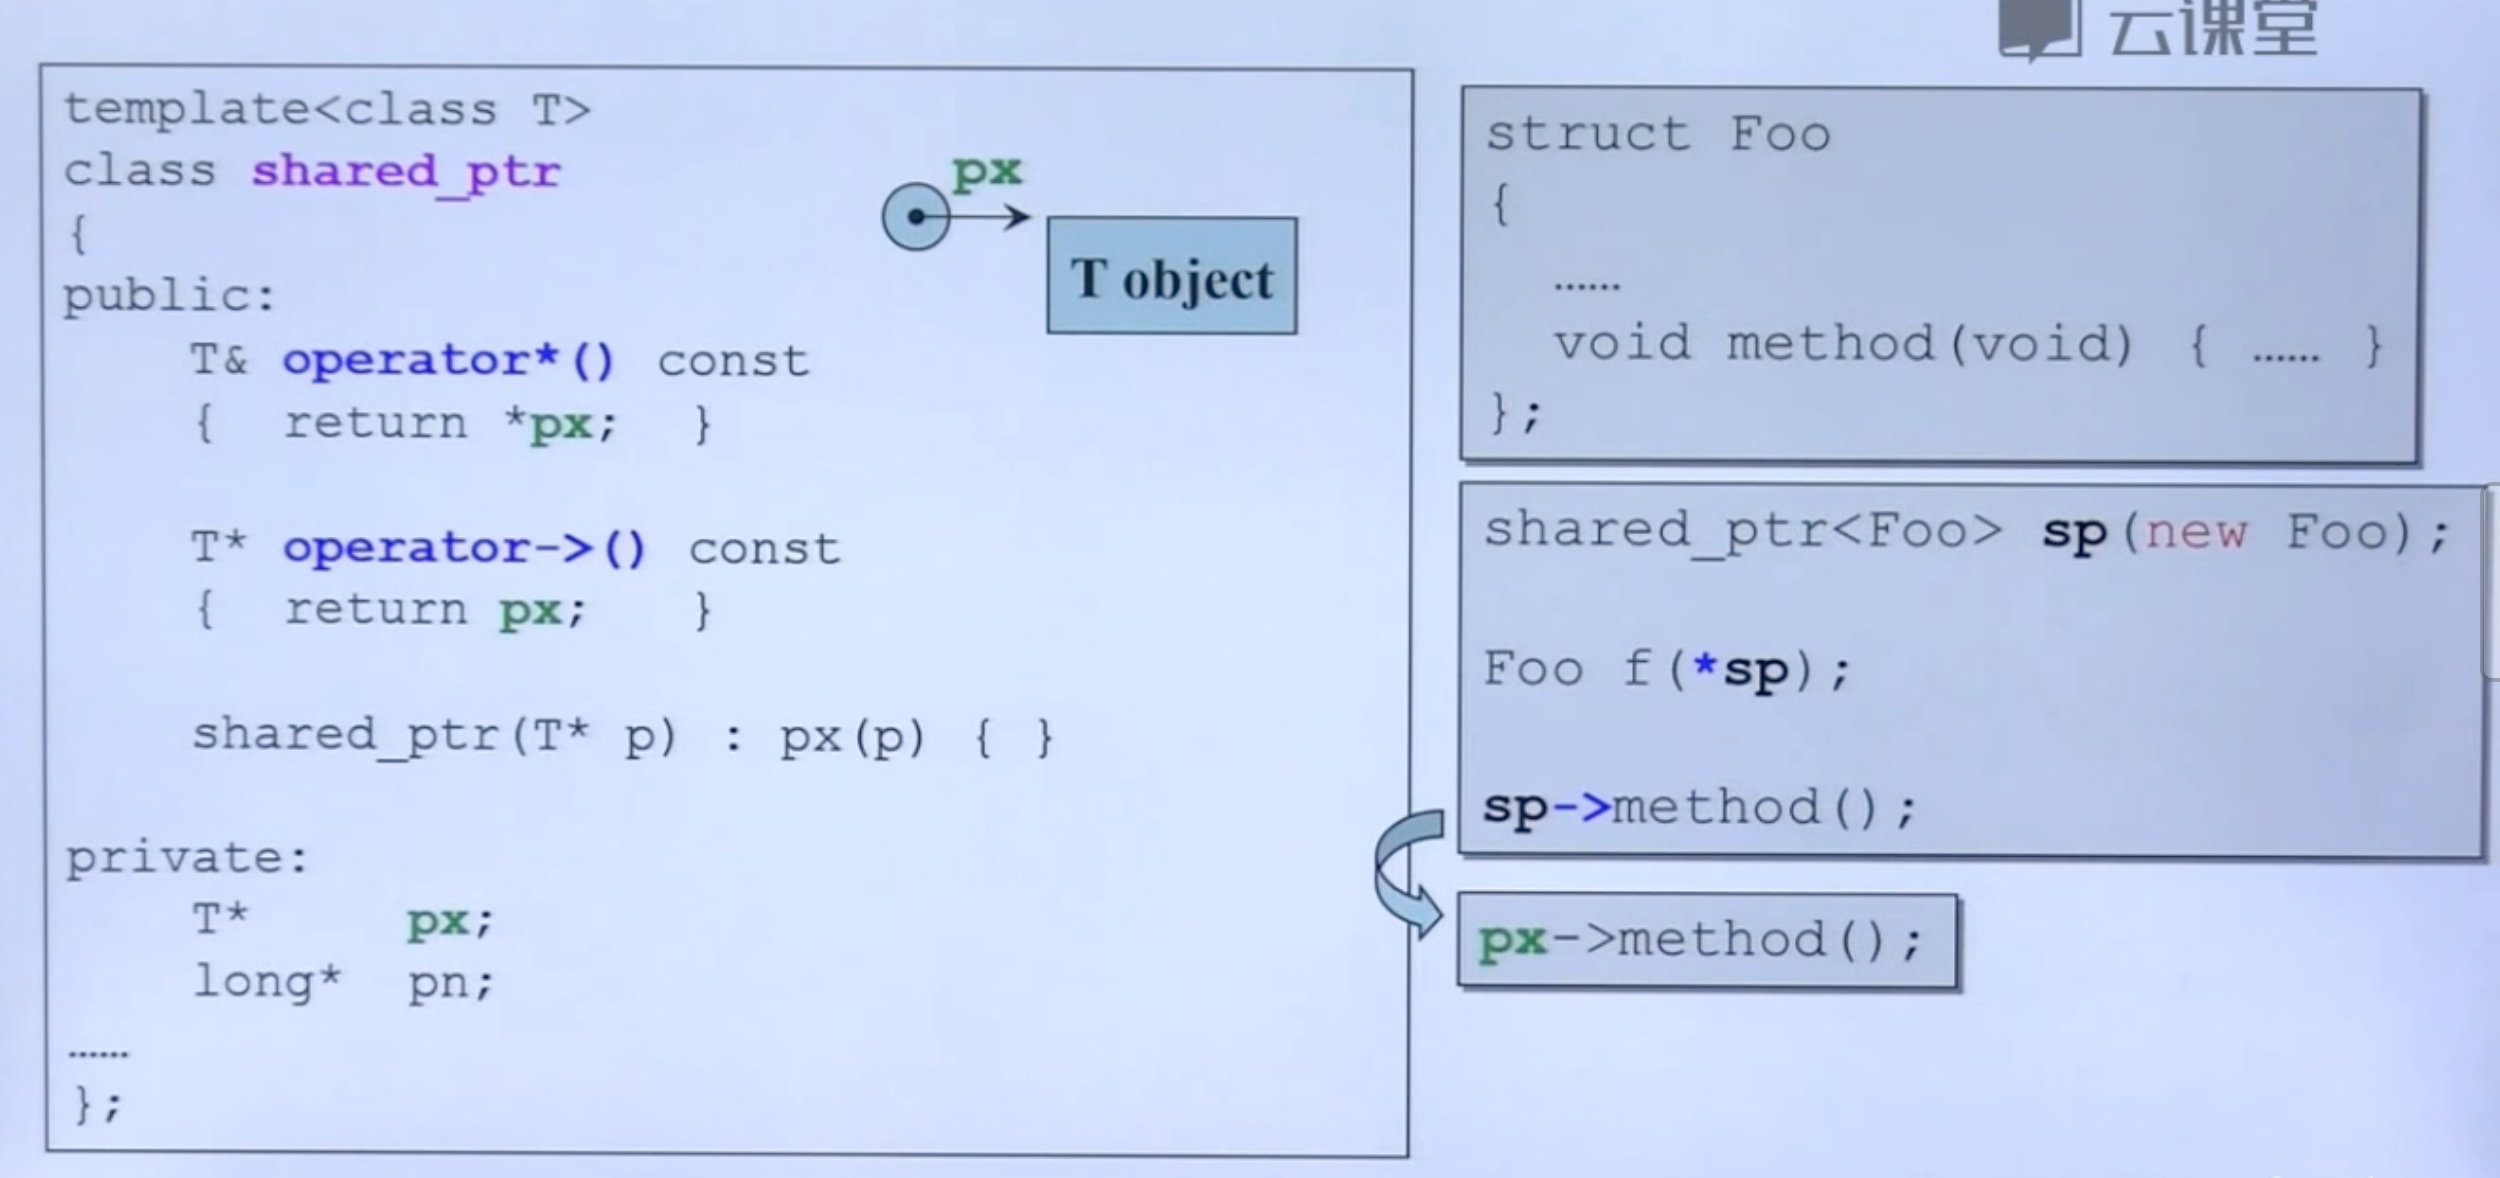 云课堂
template<class T>
class shared_ptr
{
public:
T& operator*() const
{ return *px; }
T* operator->() const
{ return px; }
shared_ptr(T* p) : px(p) { }
private:
T* px;
long* pn;
……
};
px
T object
struct Foo
{
……
void method(void) { …… }
};
shared_ptr<Foo> sp(new Foo);
Foo f(*sp);
sp->method();
px->method();